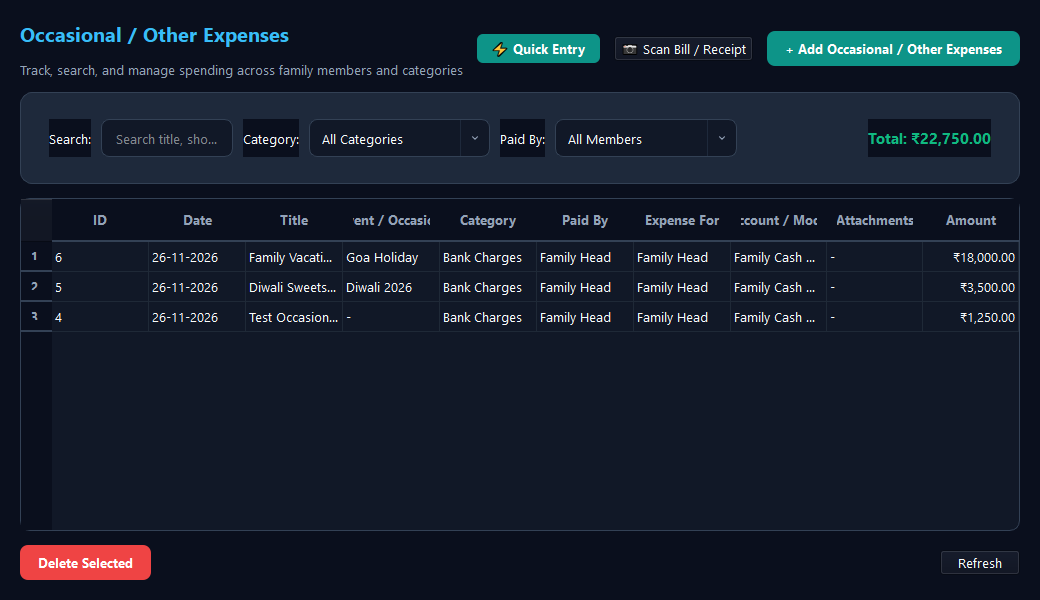 Occasional / Other Expenses
Track, search, and manage spending across family members and categories
⚡ Quick Entry
Scan Bill / Receipt
+ Add Occasional / Other Expenses
Search: Search title, sho... Category: All Categories Paid By: All Members Total: ₹22,750.00
ID Date Title ent / Occasio Category Paid By Expense For count / Mod Attachments Amount
1 6 26-11-2026 Family Vacati... Goa Holiday Bank Charges Family Head Family Head Family Cash ... - ₹18,000.00
2 5 26-11-2026 Diwali Sweets... Diwali 2026 Bank Charges Family Head Family Head Family Cash ... - ₹3,500.00
3 4 26-11-2026 Test Occasion... - Bank Charges Family Head Family Head Family Cash ... - ₹1,250.00
Delete Selected
Refresh